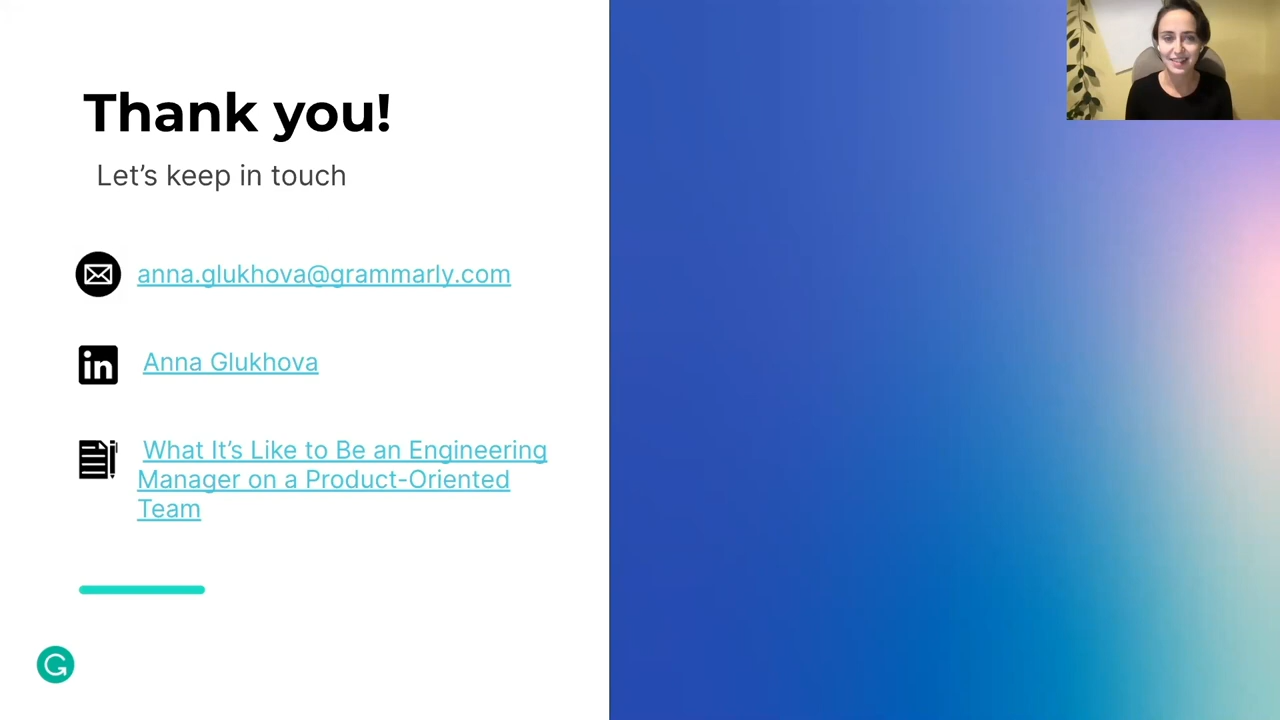 Thank you!
Let’s keep in touch
anna.glukhova@grammarly.com
in Anna Glukhova
What It’s Like to Be an Engineering
Manager on a Product-Oriented
Team